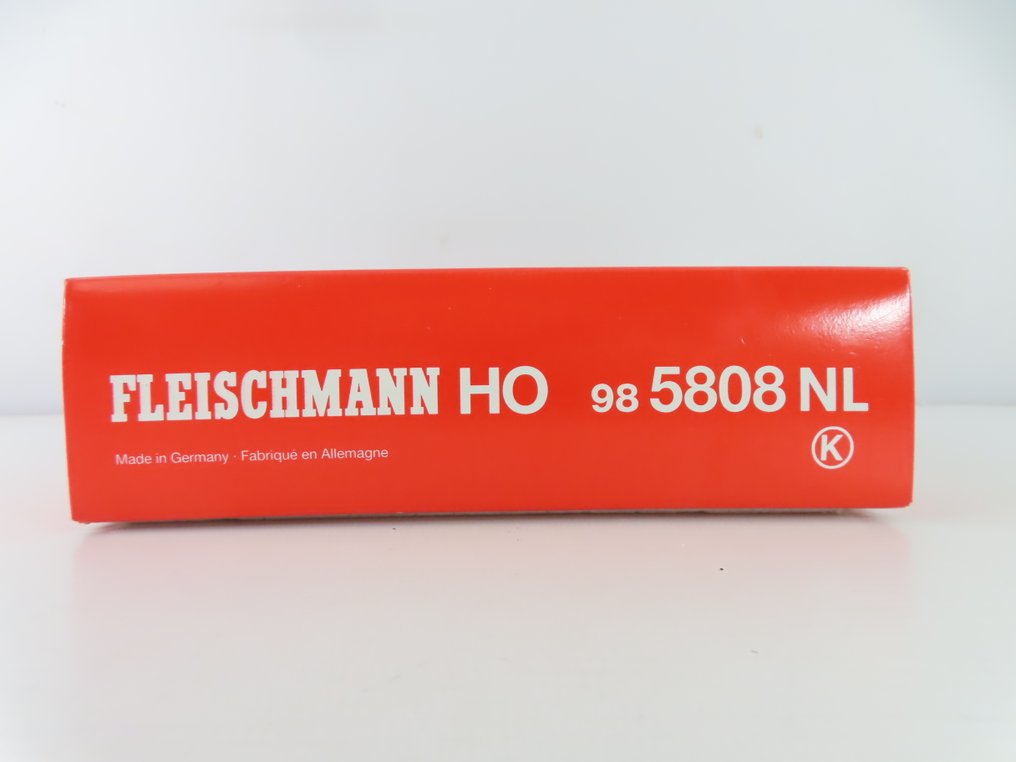 FLEISCHMANN HO 98 5808 NL
K
Made in Germany · Fabriqué en Allemagne